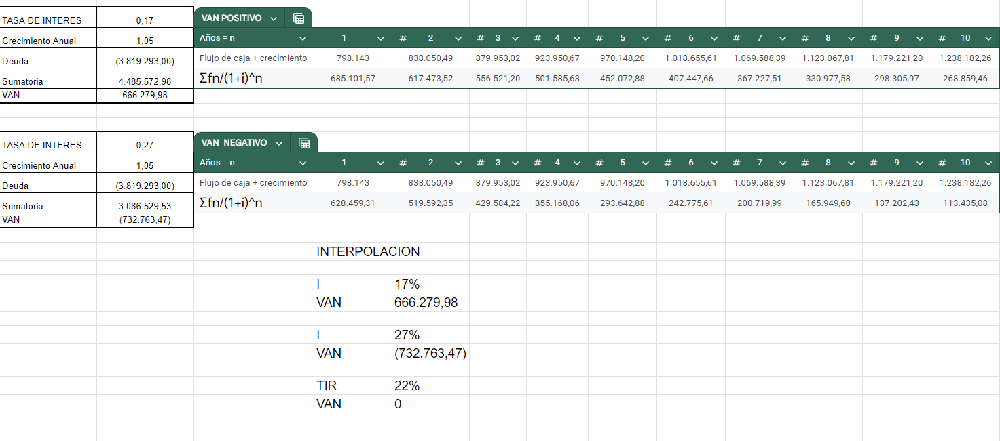 VAN POSITIVO
TASA DE INTERES 0,17
Años = n 1 # 2 # 3 # 4 # 5 # 6 # 7 # 8 # 9 # 10
Crecimiento Anual 1,05
Flujo de caja + crecimiento 798.143 838.050,49 879.953,02 923.950,67 970.148,20 1.018.655,61 1.069.588,39 1.123.067,81 1.179.221,20 1.238.182,26
Deuda (3.819.293,00)
Σfn/(1+i)^n 685.101,57 617.473,52 556.521,20 501.585,63 452.072,88 407.447,66 367.227,51 330.977,58 298.305,97 268.859,46
Sumatoria 4.485.572,98
VAN 666.279,98
VAN NEGATIVO
TASA DE INTERES 0,27
Años = n 1 # 2 # 3 # 4 # 5 # 6 # 7 # 8 # 9 # 10
Crecimiento Anual 1,05
Flujo de caja + crecimiento 798.143 838.050,49 879.953,02 923.950,67 970.148,20 1.018.655,61 1.069.588,39 1.123.067,81 1.179.221,20 1.238.182,26
Deuda (3.819.293,00)
Σfn/(1+i)^n 628.459,31 519.592,35 429.584,22 355.168,06 293.642,88 242.775,61 200.719,99 165.949,60 137.202,43 113.435,08
Sumatoria 3.086.529,53
VAN (732.763,47)
INTERPOLACION
I 17%
VAN 666.279,98
I 27%
VAN (732.763,47)
TIR 22%
VAN 0